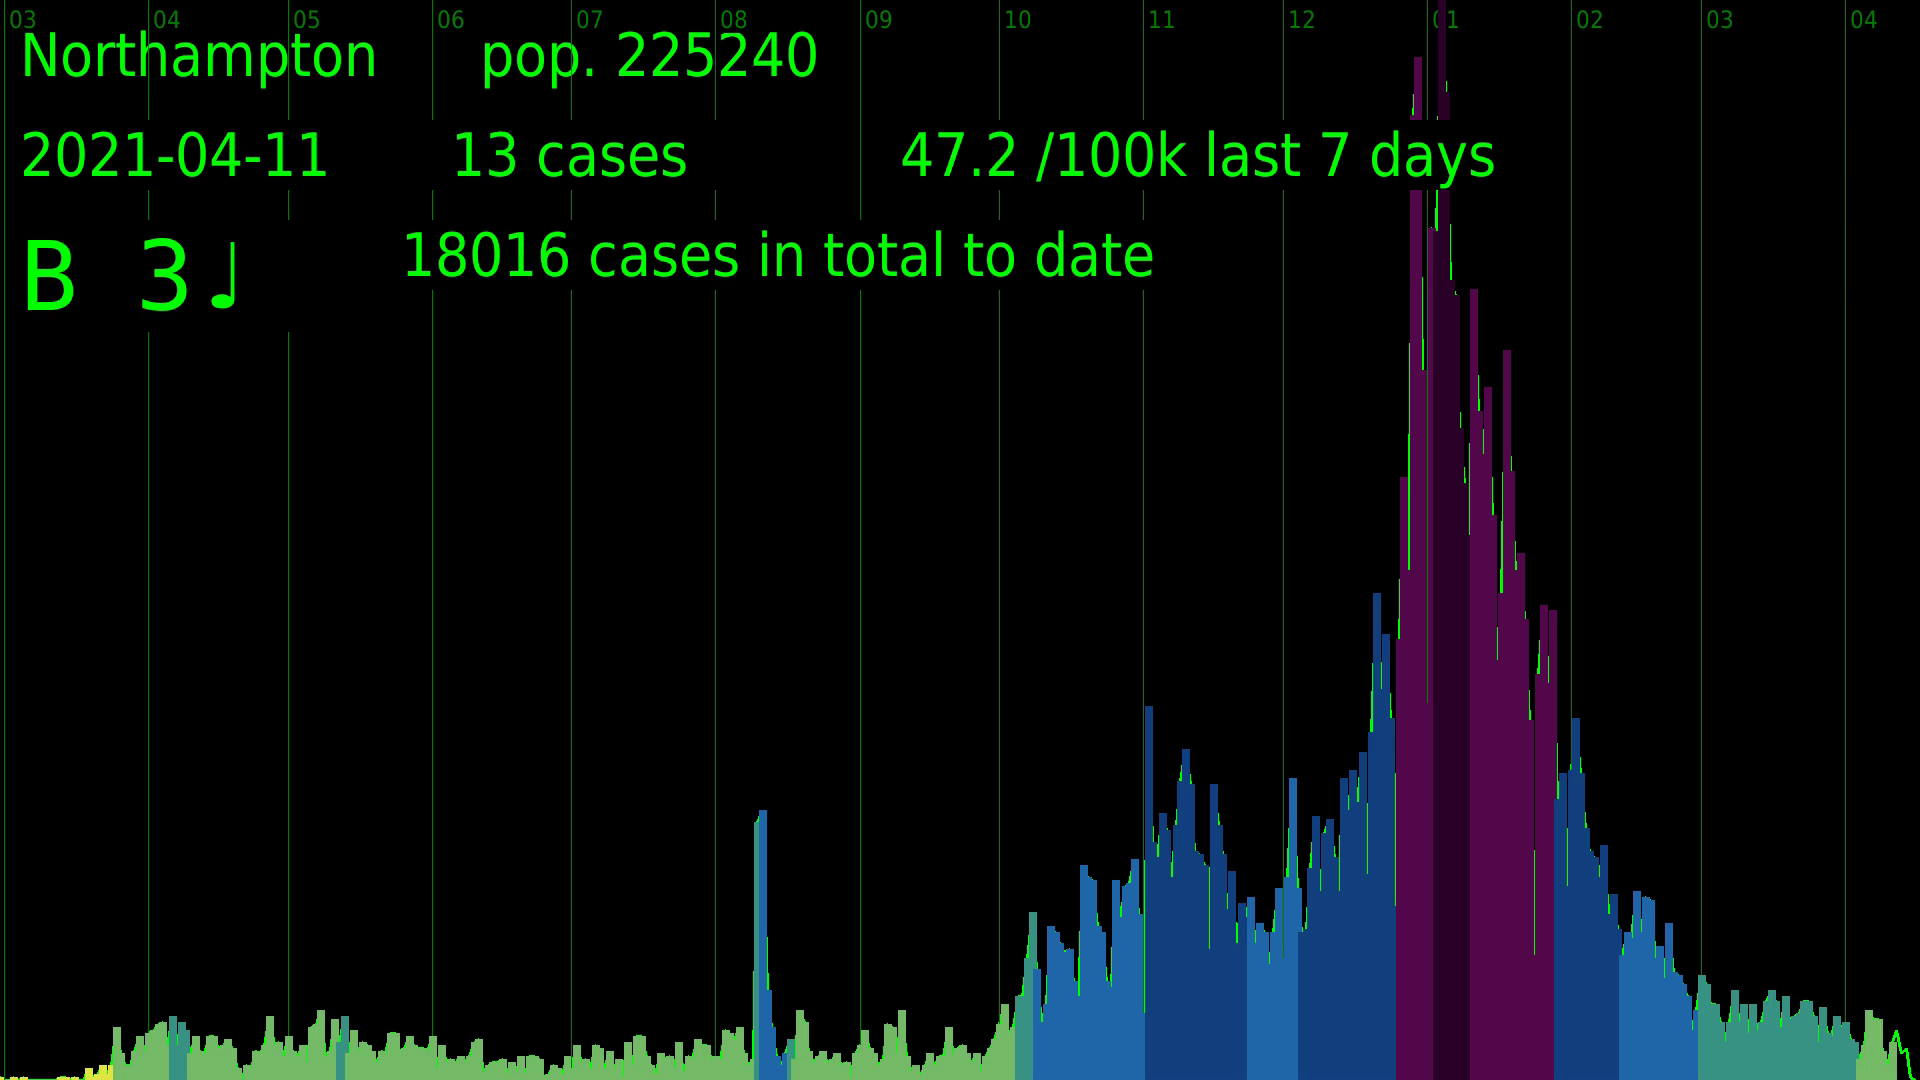 03 04 05 06 07 08 09 10 11 12 01 02 03 04
Northampton pop. 225240
2021-04-11 13 cases 47.2 /100k last 7 days
B 3♩ 18016 cases in total to date